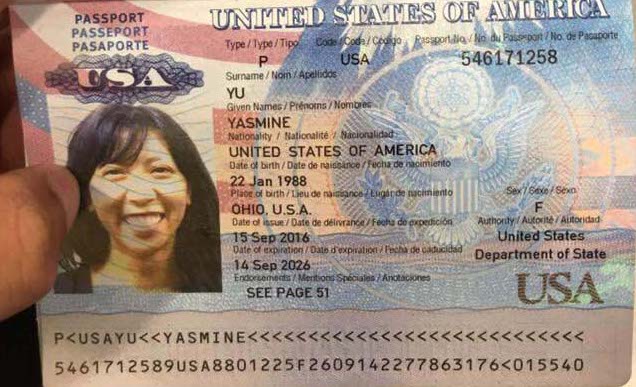 PASSPORT
PASSEPORT
PASAPORTE
USA
UNITED STATES OF AMERICA
Type / Type / Tipo Code / Code / Código Passport No. / No. du Passeport / No. de Pasaporte
P USA 546171258
Surname / Nom / Apellidos
YU
Given Names / Prénoms / Nombres
YASMINE
Nationality / Nationalité / Nacionalidad
UNITED STATES OF AMERICA
Date of birth / Date de naissance / Fecha de nacimiento
22 Jan 1988
Place of birth / Lieu de naissance / Lugar de nacimiento Sex / Sexe / Sexo
OHIO, U.S.A. F
Date of issue / Date de délivrance / Fecha de expedición Authority / Autorité / Autoridad
15 Sep 2016 United States
Date of expiration / Date d'expiration / Fecha de caducidad Department of State
14 Sep 2026
Endorsements / Mentions Spéciales / Anotaciones
SEE PAGE 51
USA
P<USAYU<<YASMINE<<<<<<<<<<<<<<<<<<<<<<<<<<<<
5461712589USA8801225F2609142277863176<015540